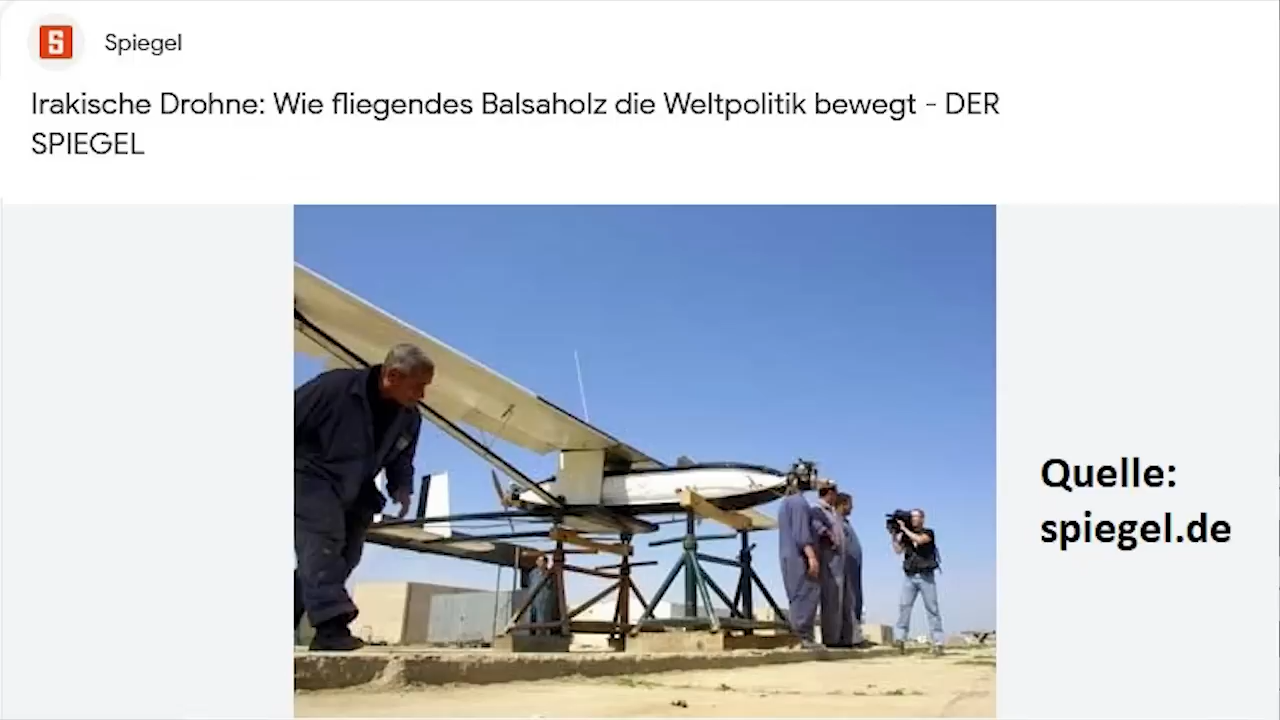 S
Spiegel
Irakische Drohne: Wie fliegendes Balsaholz die Weltpolitik bewegt - DER
SPIEGEL
Quelle:
spiegel.de